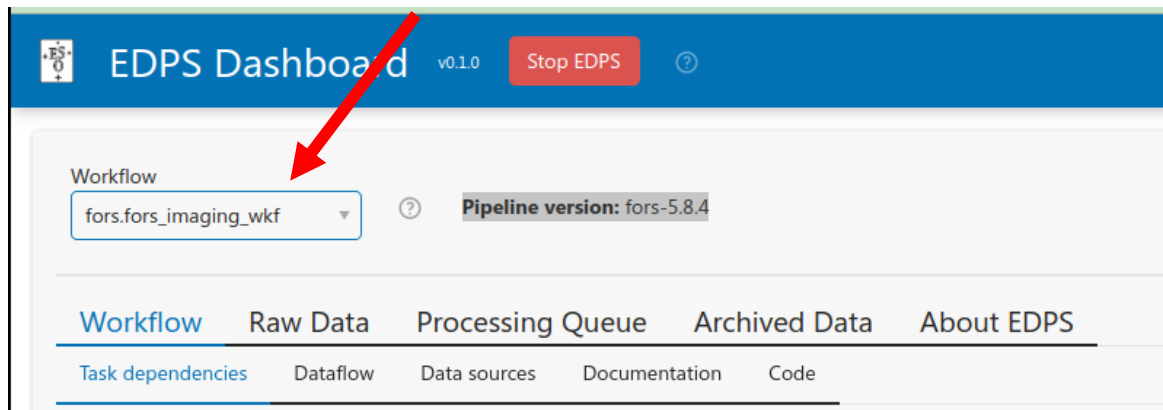 EDPS Dashboard v0.1.0 Stop EDPS ?
Workflow
fors.fors_imaging_wkf ? Pipeline version: fors-5.8.4
Workflow Raw Data Processing Queue Archived Data About EDPS
Task dependencies Dataflow Data sources Documentation Code